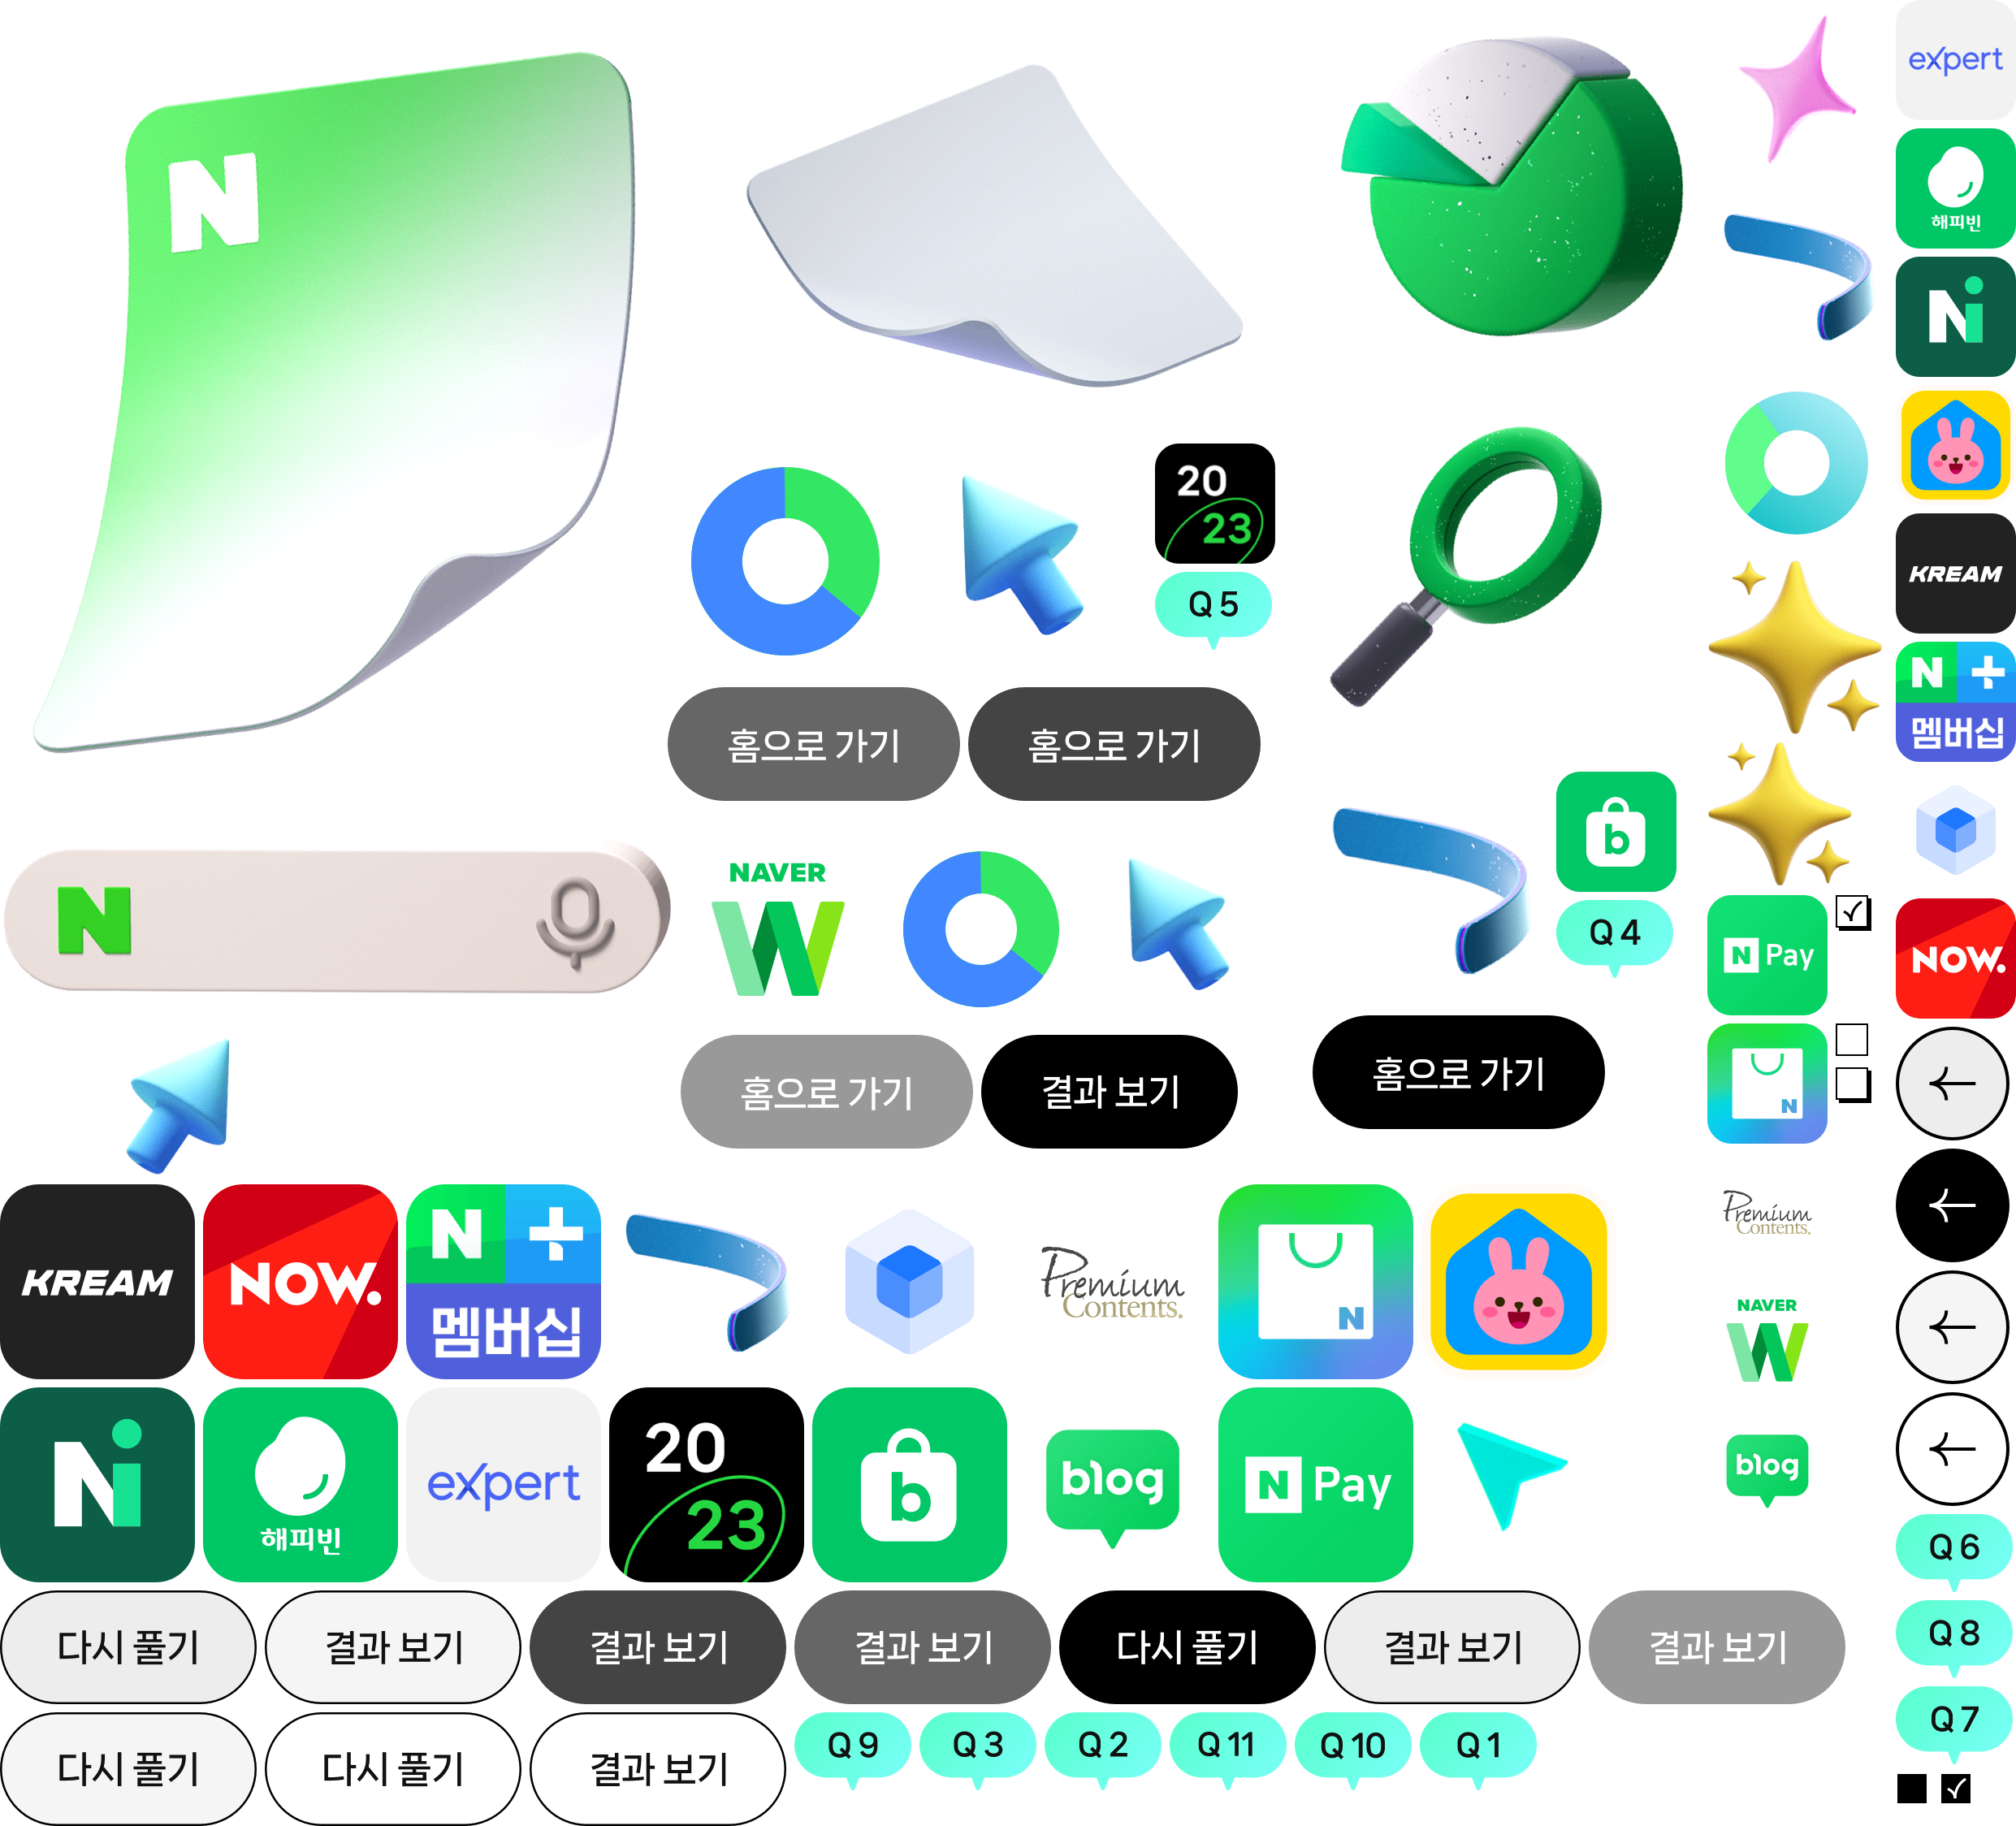 N
expert
해피빈
Ni
20
23
Q 5
KREAM
N
멤버십
홈으로 가기
홈으로 가기
b
Q 4
N
NAVER
W
N Pay
NOW.
홈으로 가기
결과 보기
홈으로 가기
N
Premium
Contents.
KREAM
NOW.
N
멤버십
Premium
Contents.
N
NAVER
W
Ni
해피빈
expert
20
23
b
blog
N Pay
blog
Q 6
다시 풀기
결과 보기
결과 보기
결과 보기
다시 풀기
결과 보기
결과 보기
Q 8
Q 7
다시 풀기
다시 풀기
결과 보기
Q 9
Q 3
Q 2
Q 11
Q 10
Q 1